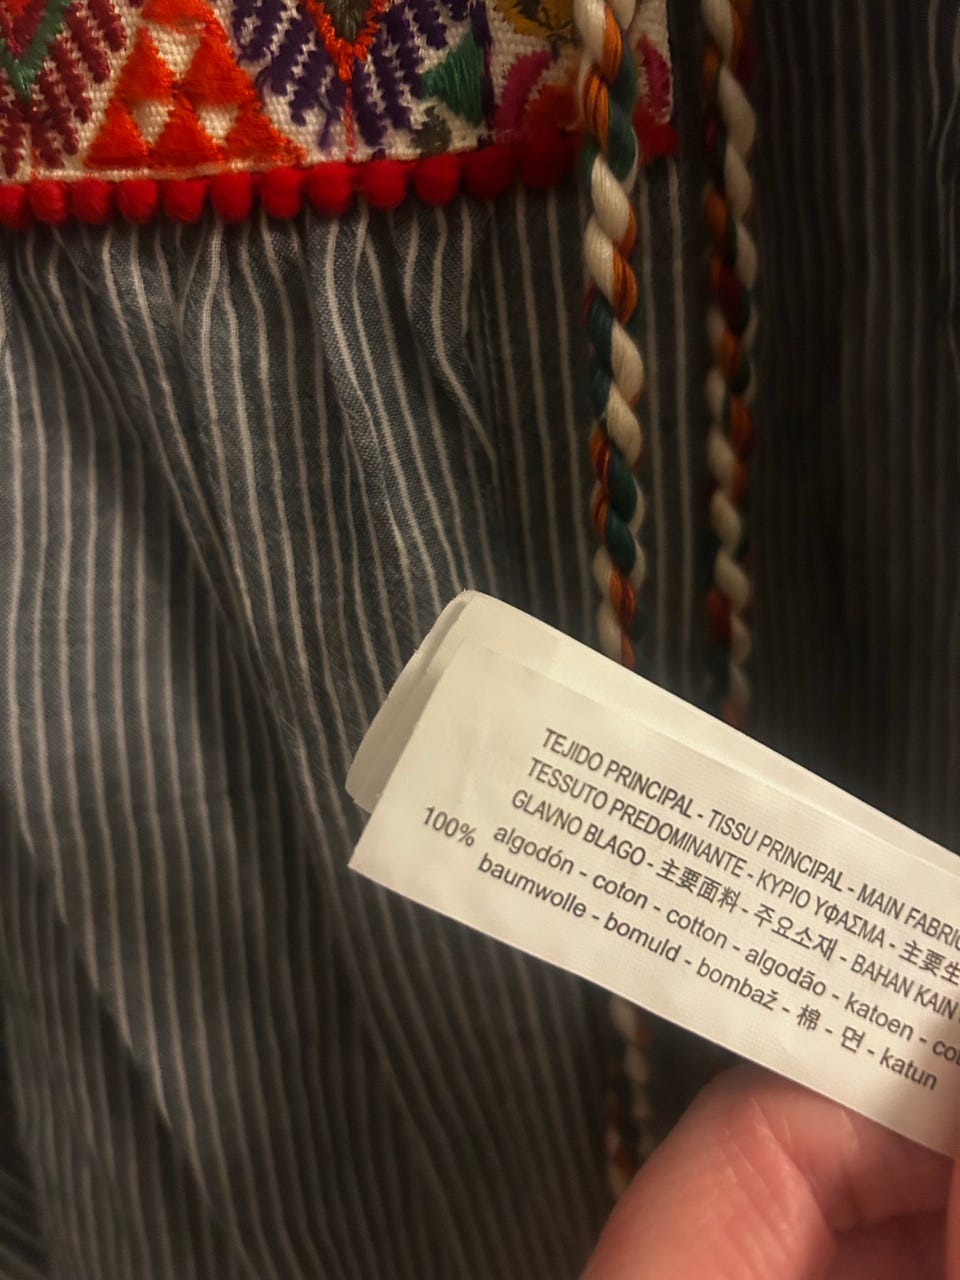 TEJIDO PRINCIPAL - TISSU PRINCIPAL - MAIN FABRIC
TESSUTO PREDOMINANTE - ΚΥΡΙΟ ΥΦΑΣΜΑ - 主要生
GLAVNO BLAGO - 主要面料 - 주요소재 - BAHAN KAIN
100% algodón - coton - cotton - algodão - katoen - cot
baumwolle - bomuld - bombaž - 棉 - 면 - katun